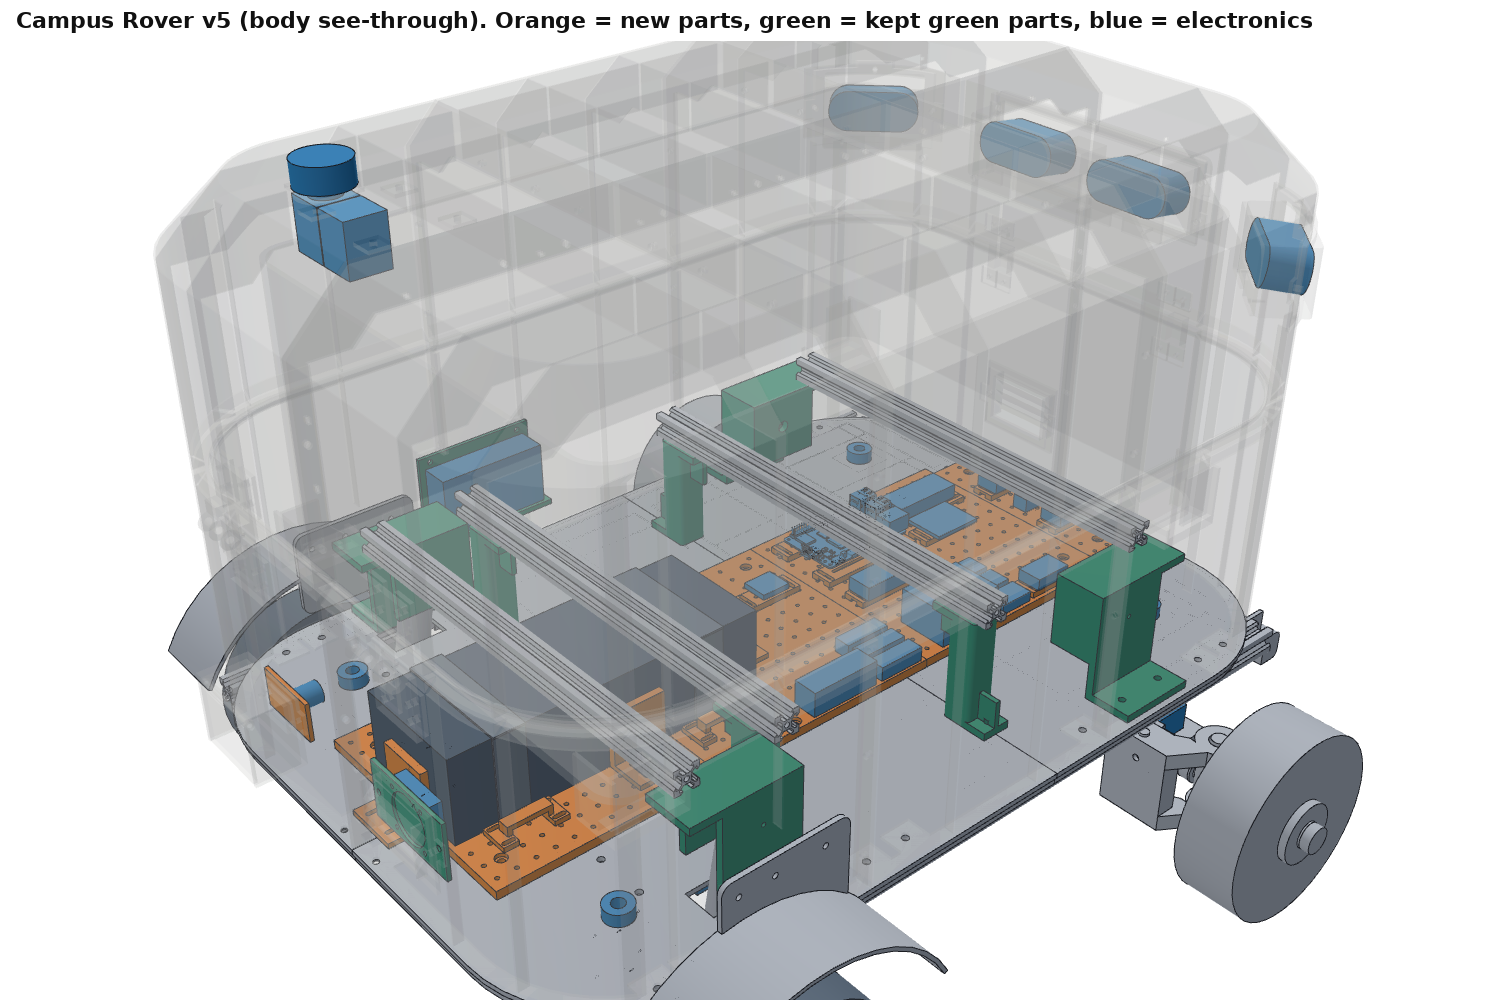 Campus Rover v5 (body see-through). Orange = new parts, green = kept green parts, blue = electronics